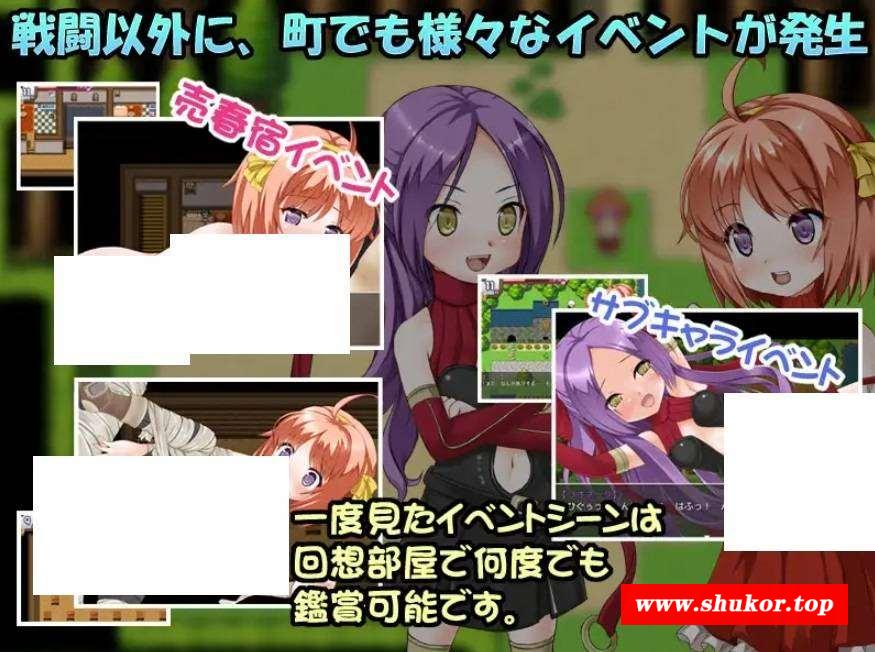 戦闘以外に、町でも様々なイベントが発生
売春宿イベント
サブキャライベント
一度見たイベントシーンは
回想部屋で何度でも
鑑賞可能です。
www.shukor.top